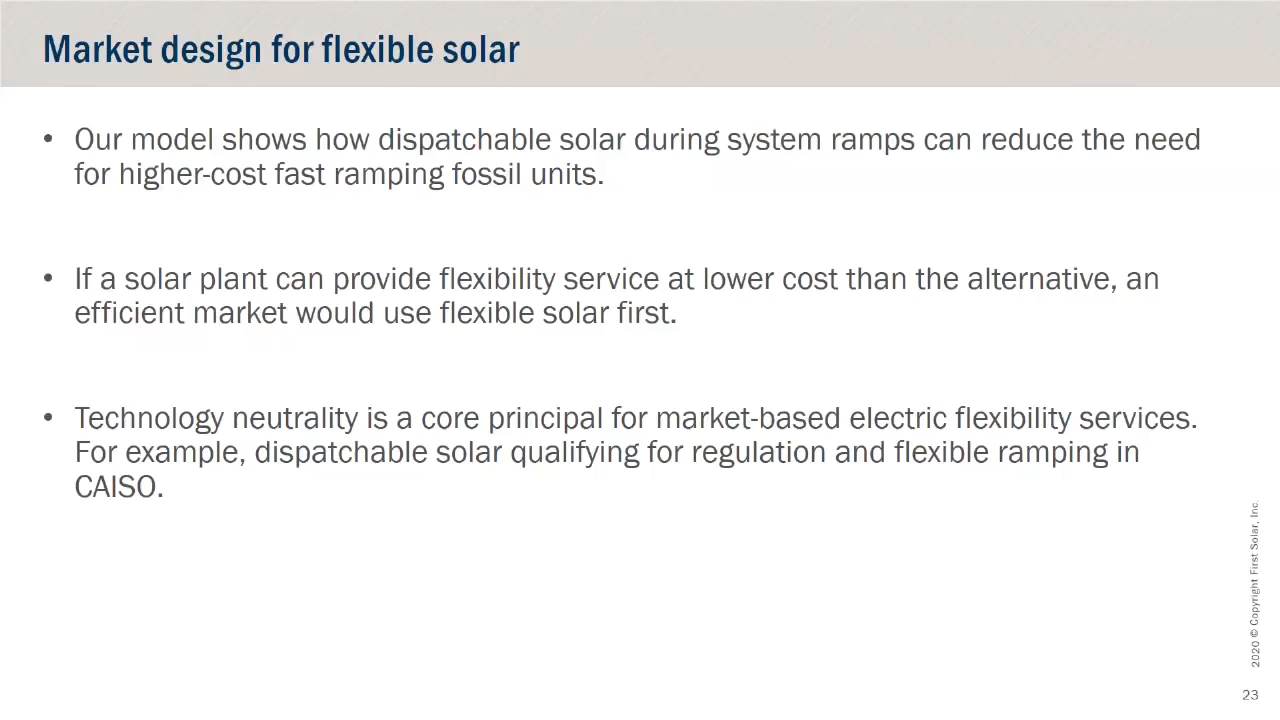 Market design for flexible solar
• Our model shows how dispatchable solar during system ramps can reduce the need
for higher-cost fast ramping fossil units.
• If a solar plant can provide flexibility service at lower cost than the alternative, an
efficient market would use flexible solar first.
• Technology neutrality is a core principal for market-based electric flexibility services.
For example, dispatchable solar qualifying for regulation and flexible ramping in
CAISO.
2020 © Copyright First Solar, Inc.
23